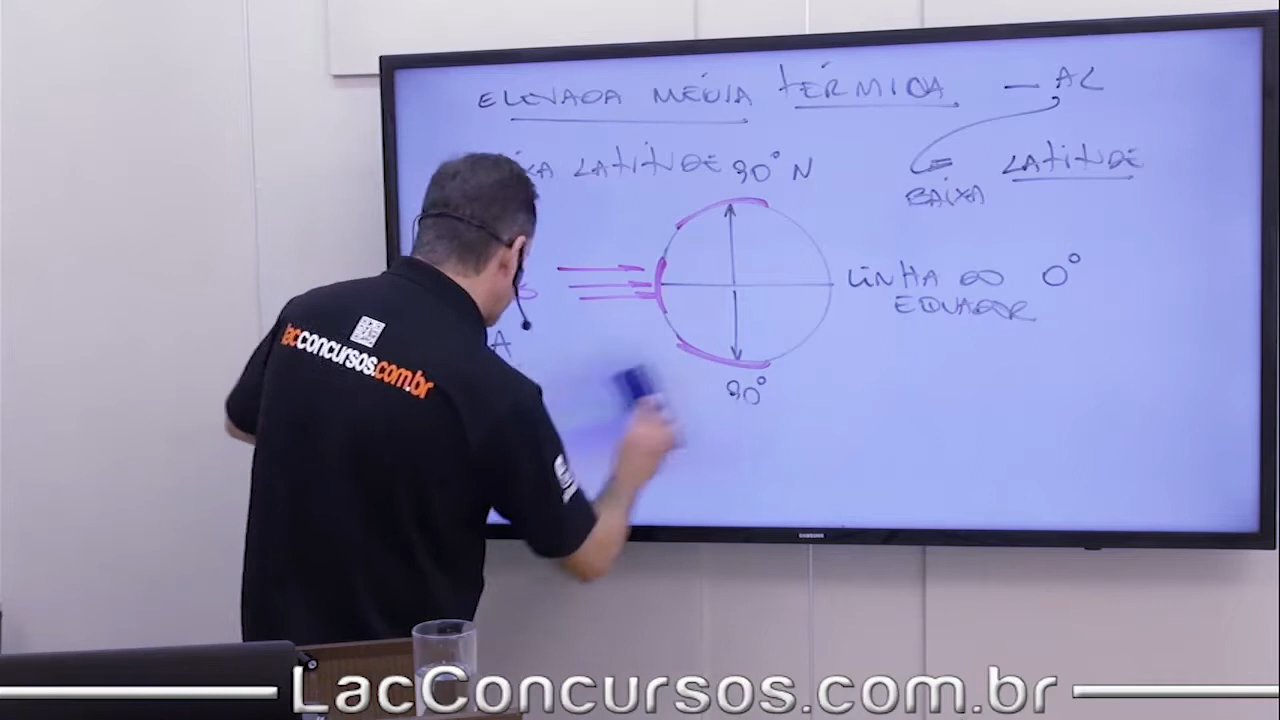 ELEVADA MÉDIA TÉRMICA — AL
LATITUDE 90° N
LATITUDE
BAIXA
LINHA DO 0°
EQUADOR
90°
A
lacconcursos.com.br
SAMSUNG
LacConcursos.com.br